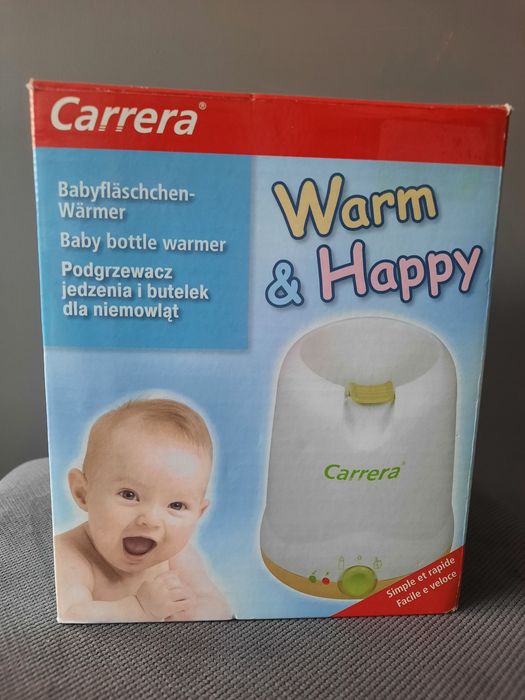 Carrera®
Babyfläschchen-
Wärmer
Baby bottle warmer
Podgrzewacz
jedzenia i butelek
dla niemowląt
Warm
& Happy
Carrera®
Simple et rapide
Facile e veloce